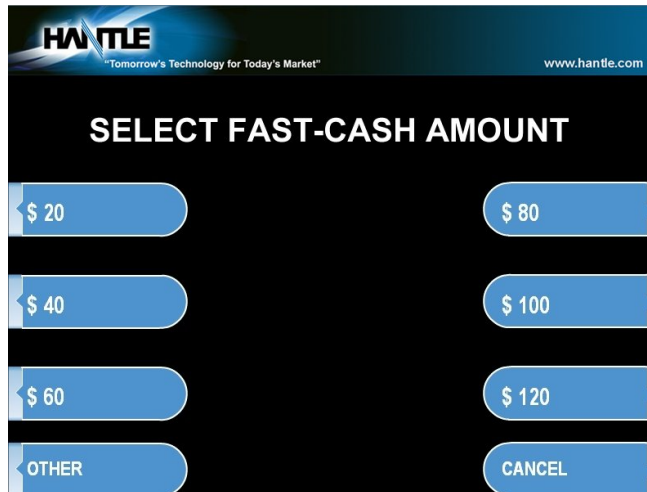 HANTLE
"Tomorrow's Technology for Today's Market"
www.hantle.com
SELECT FAST-CASH AMOUNT
$ 20
$ 80
$ 40
$ 100
$ 60
$ 120
OTHER
CANCEL